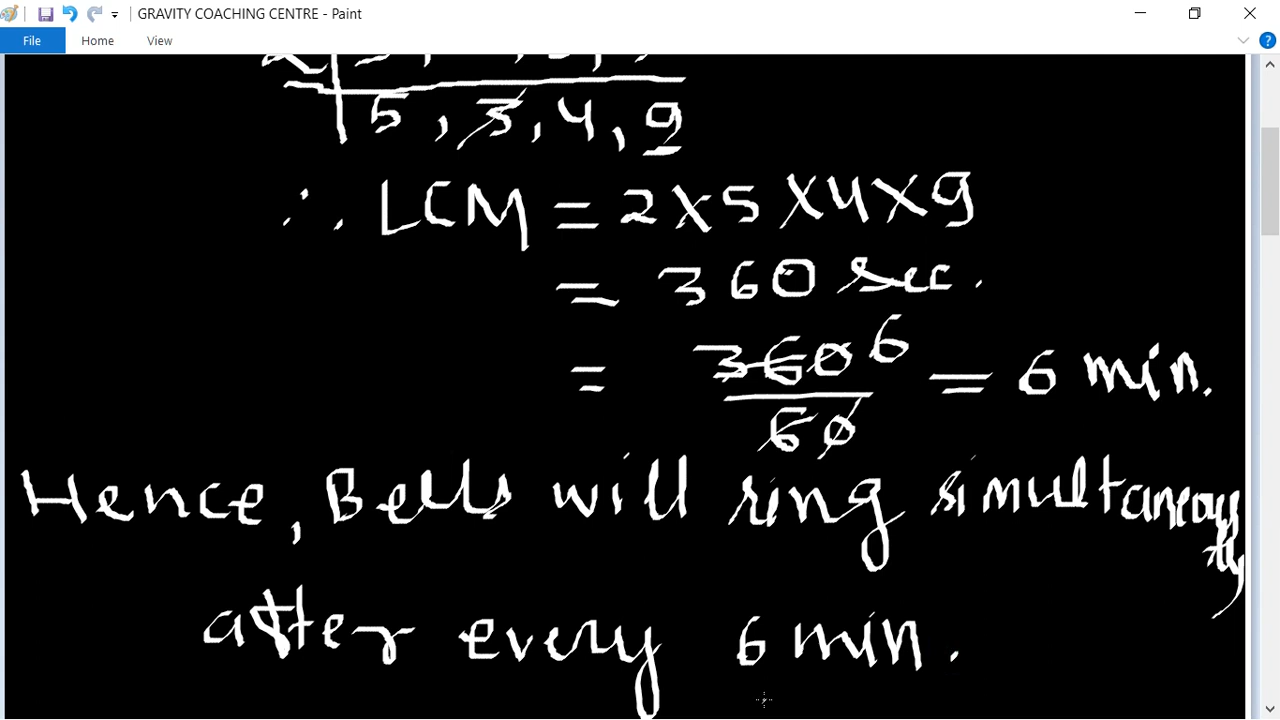 GRAVITY COACHING CENTRE - Paint
File Home View
5, 3, 4, 9
∴ LCM = 2 × 5 × 4 × 9
= 360 sec.
= 360/60 6 = 6 min.
Hence, Bells will ring simultaneously
after every 6 min.